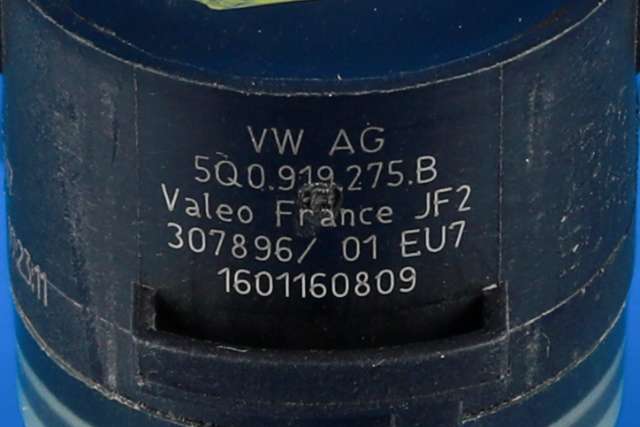 VW AG
5Q0.919.275.B
Valeo France JF2
307896/ 01 EU7
1601160809